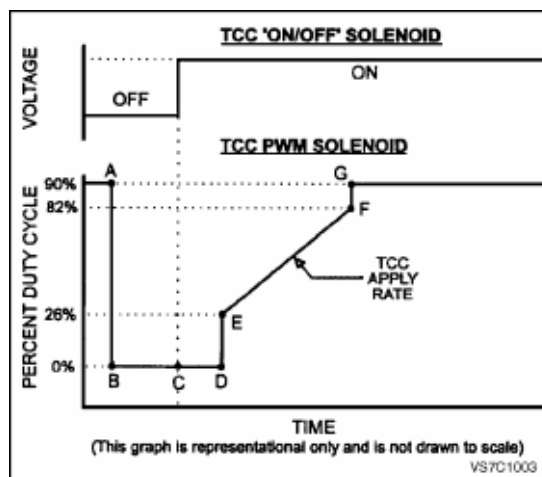 TCC 'ON/OFF' SOLENOID
VOLTAGE
OFF
ON
TCC PWM SOLENOID
PERCENT DUTY CYCLE
90%
82%
26%
0%
A
G
F
TCC
APPLY
RATE
E
B
C
D
TIME
(This graph is representational only and is not drawn to scale)
VS7C1003